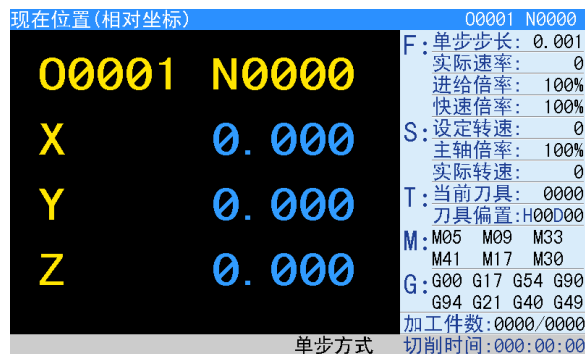 现在位置(相对坐标) O0001 N0000
O0001 N0000
X 0.000
Y 0.000
Z 0.000
F:单步步长: 0.001
实际速率: 0
进给倍率: 100%
快速倍率: 100%
S:设定转速: 0
主轴倍率: 100%
实际转速: 0
T:当前刀具: 0000
刀具偏置:H00D00
M:M05 M09 M33
M41 M17 M30
G:G00 G17 G54 G90
G94 G21 G40 G49
加工件数:0000/0000
单步方式 切削时间:000:00:00